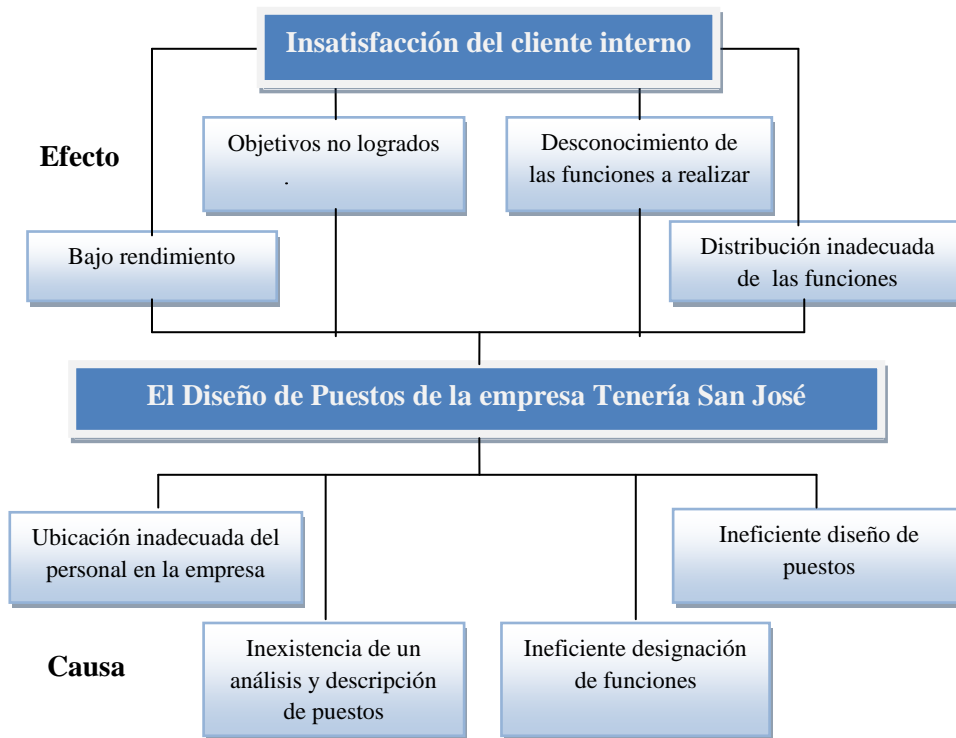 Insatisfacción del cliente interno
Efecto
Objetivos no logrados
.
Desconocimiento de
las funciones a realizar
Bajo rendimiento
Distribución inadecuada
de las funciones
El Diseño de Puestos de la empresa Tenería San José
Ubicación inadecuada del
personal en la empresa
Ineficiente diseño de
puestos
Causa
Inexistencia de un
análisis y descripción
de puestos
Ineficiente designación
de funciones